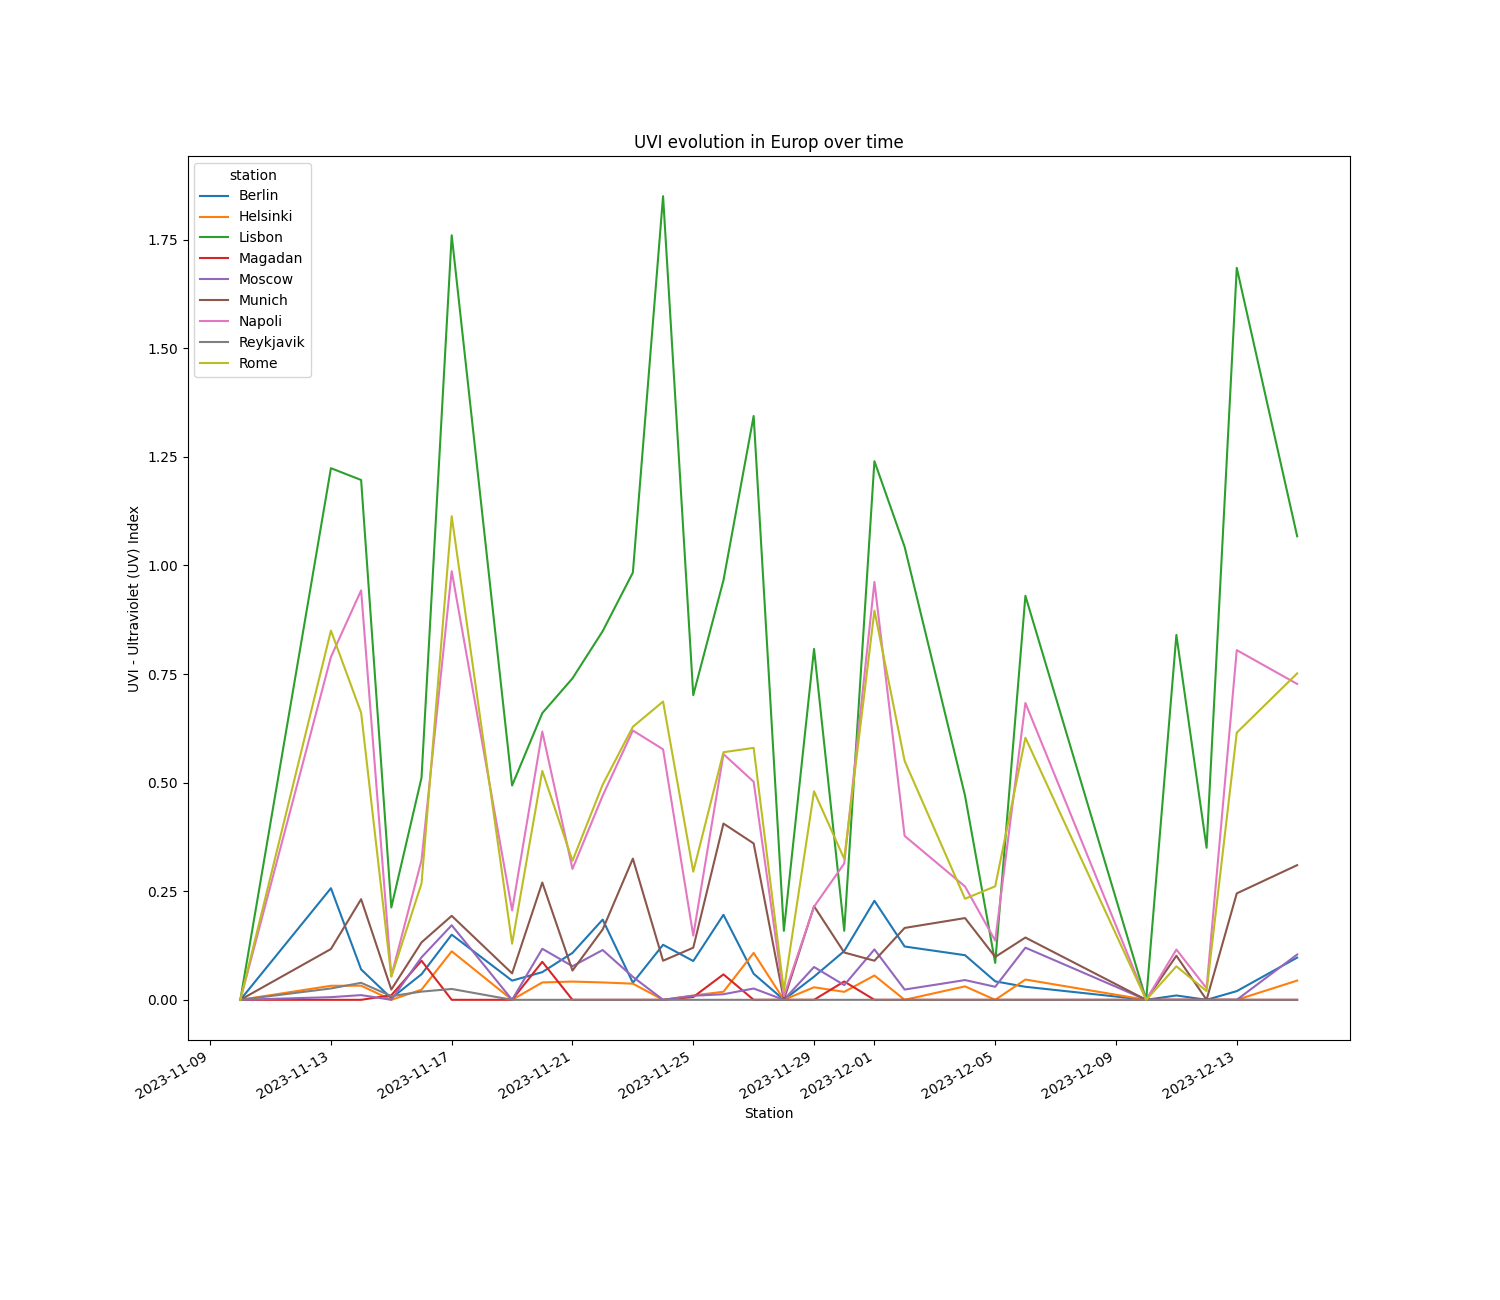 UVI evolution in Europ over time
station
Berlin
Helsinki
Lisbon
Magadan
Moscow
Munich
Napoli
Reykjavik
Rome
UVI - Ultraviolet (UV) Index
1.75
1.50
1.25
1.00
0.75
0.50
0.25
0.00
2023-11-09
2023-11-13
2023-11-17
2023-11-21
2023-11-25
2023-11-29
2023-12-01
2023-12-05
2023-12-09
2023-12-13
Station